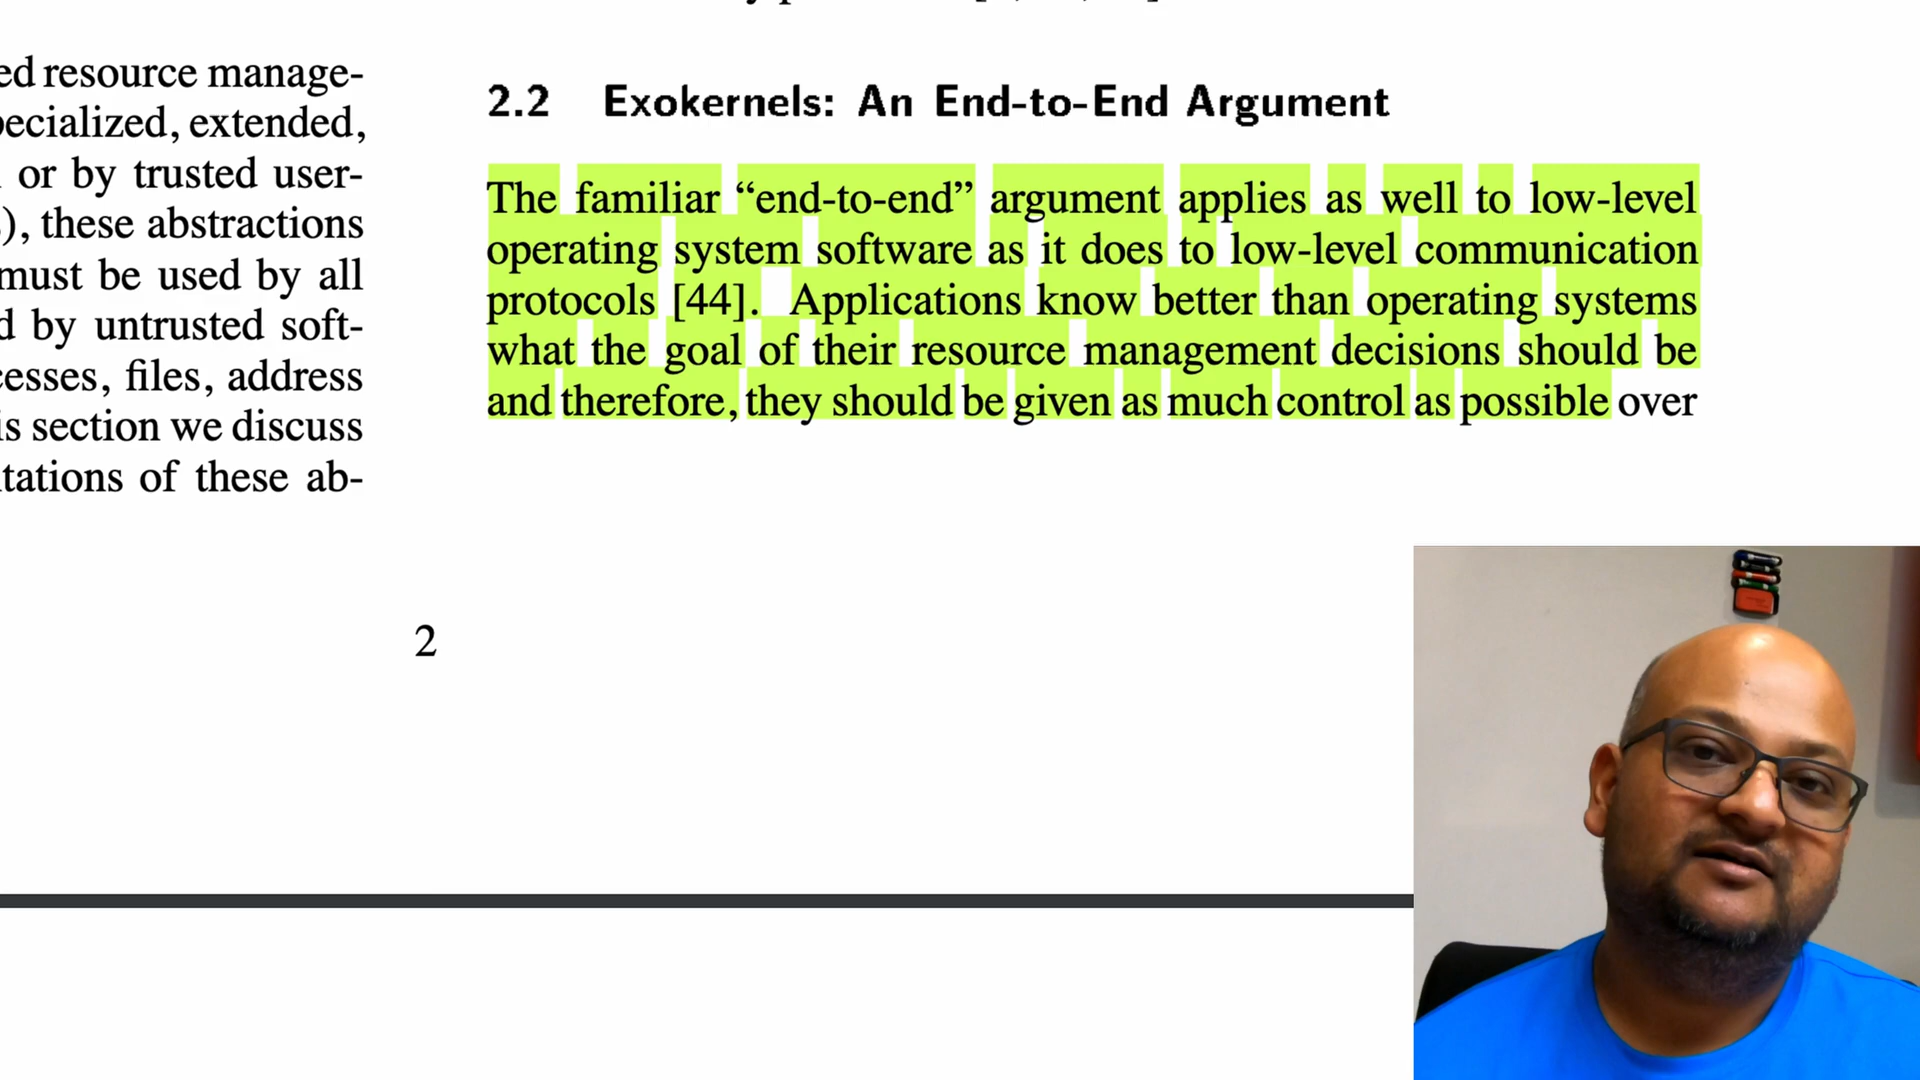 ed resource manage-
pecialized, extended,
or by trusted user-
), these abstractions
must be used by all
d by untrusted soft-
cesses, files, address
is section we discuss
tations of these ab-
2.2 Exokernels: An End-to-End Argument
The familiar “end-to-end” argument applies as well to low-level
operating system software as it does to low-level communication
protocols [44]. Applications know better than operating systems
what the goal of their resource management decisions should be
and therefore, they should be given as much control as possible over
2